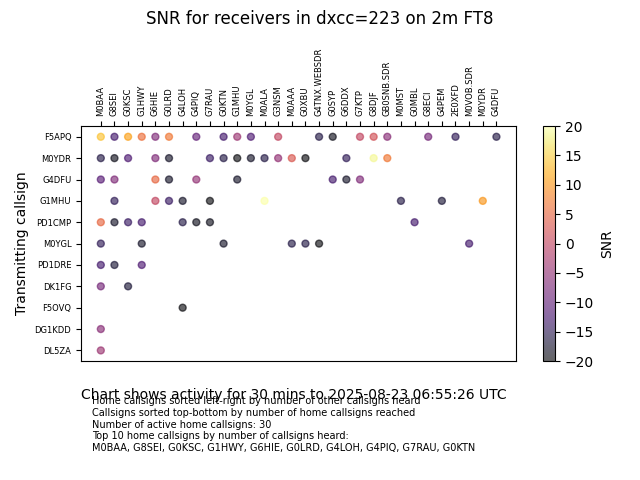 SNR for receivers in dxcc=223 on 2m FT8
M0BAA G8SEI G0KSC G1HWY G6HIE G0LRD G4LOH G4PIQ G7RAU G0KTN G1MHU M0YGL M0ALA G3NSM M0AAA G0XBU G4TNX.WEBSDR G0SYP G6DDX G7KTP G8DJF GB0SNB.SDR M0MST G0MBL G8ECI G4PEM 2E0XFD M0VOB.SDR M0YDR G4DFU
Transmitting callsign
F5APQ
M0YDR
G4DFU
G1MHU
PD1CMP
M0YGL
PD1DRE
DK1FG
F5OVQ
DG1KDD
DL5ZA
20
15
10
5
0
−5
−10
−15
−20
SNR
Chart shows activity for 30 mins to 2025-08-23 06:55:26 UTC
Home callsigns sorted left-right by number of other callsigns heard
Callsigns sorted top-bottom by number of home callsigns reached
Number of active home callsigns: 30
Top 10 home callsigns by number of callsigns heard:
M0BAA, G8SEI, G0KSC, G1HWY, G6HIE, G0LRD, G4LOH, G4PIQ, G7RAU, G0KTN